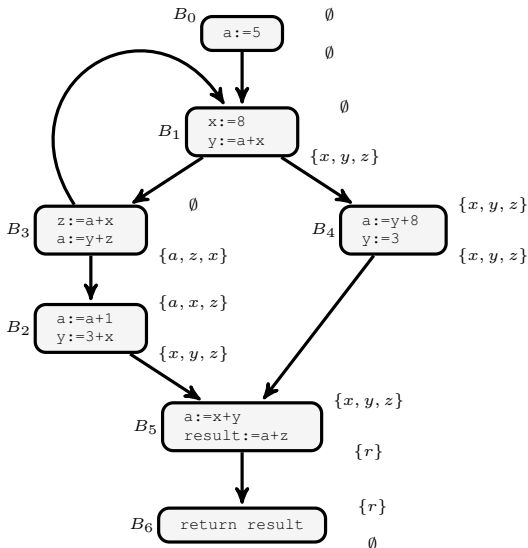 B0
∅
a:=5
∅
∅
B1
x:=8
y:=a+x
{x, y, z}
∅
B3
z:=a+x
a:=y+z
{a, z, x}
{x, y, z}
B4
a:=y+8
y:=3
{x, y, z}
{a, x, z}
B2
a:=a+1
y:=3+x
{x, y, z}
{x, y, z}
B5
a:=x+y
result:=a+z
{r}
{r}
B6
return result
∅